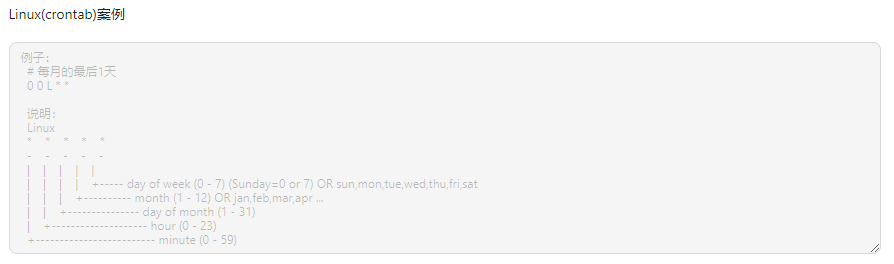 Linux(crontab)案例
例子：
# 每月的最后1天
0 0 L * *
说明：
Linux
* * * * *
- - - - -
| | | | |
| | | | +----- day of week (0 - 7) (Sunday=0 or 7) OR sun,mon,tue,wed,thu,fri,sat
| | | +---------- month (1 - 12) OR jan,feb,mar,apr ...
| | +--------------- day of month (1 - 31)
| +-------------------- hour (0 - 23)
+------------------------- minute (0 - 59)